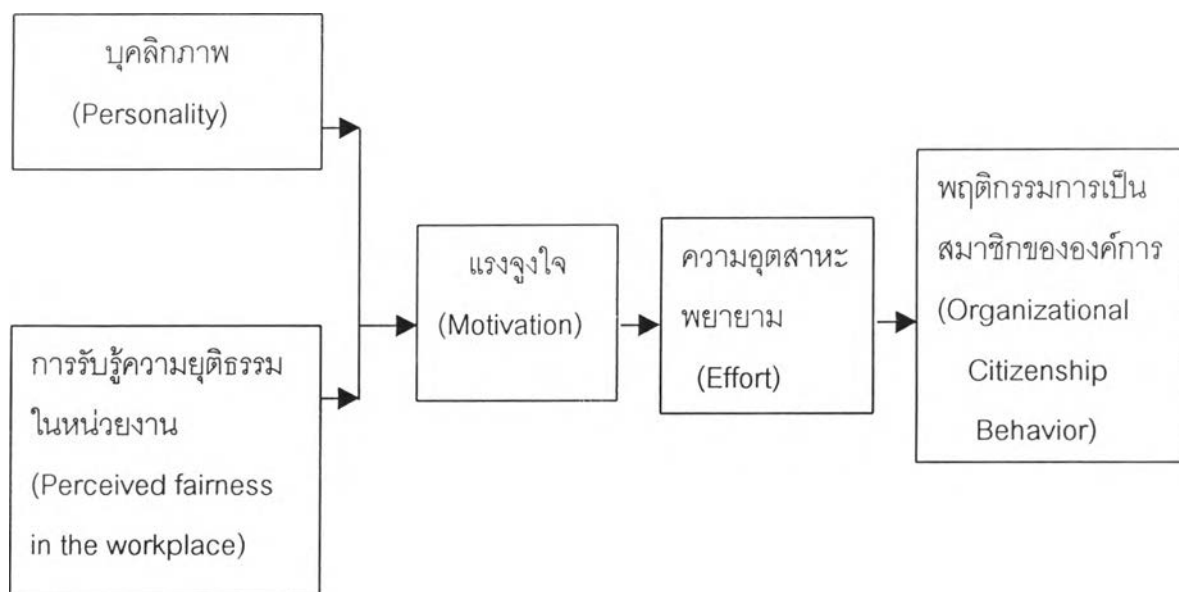 บุคลิกภาพ
(Personality)
การรับรู้ความยุติธรรม
ในหน่วยงาน
(Perceived fairness
in the workplace)
แรงจูงใจ
(Motivation)
ความอุตสาหะ
พยายาม
(Effort)
พฤติกรรมการเป็น
สมาชิกขององค์การ
(Organizational
Citizenship
Behavior)